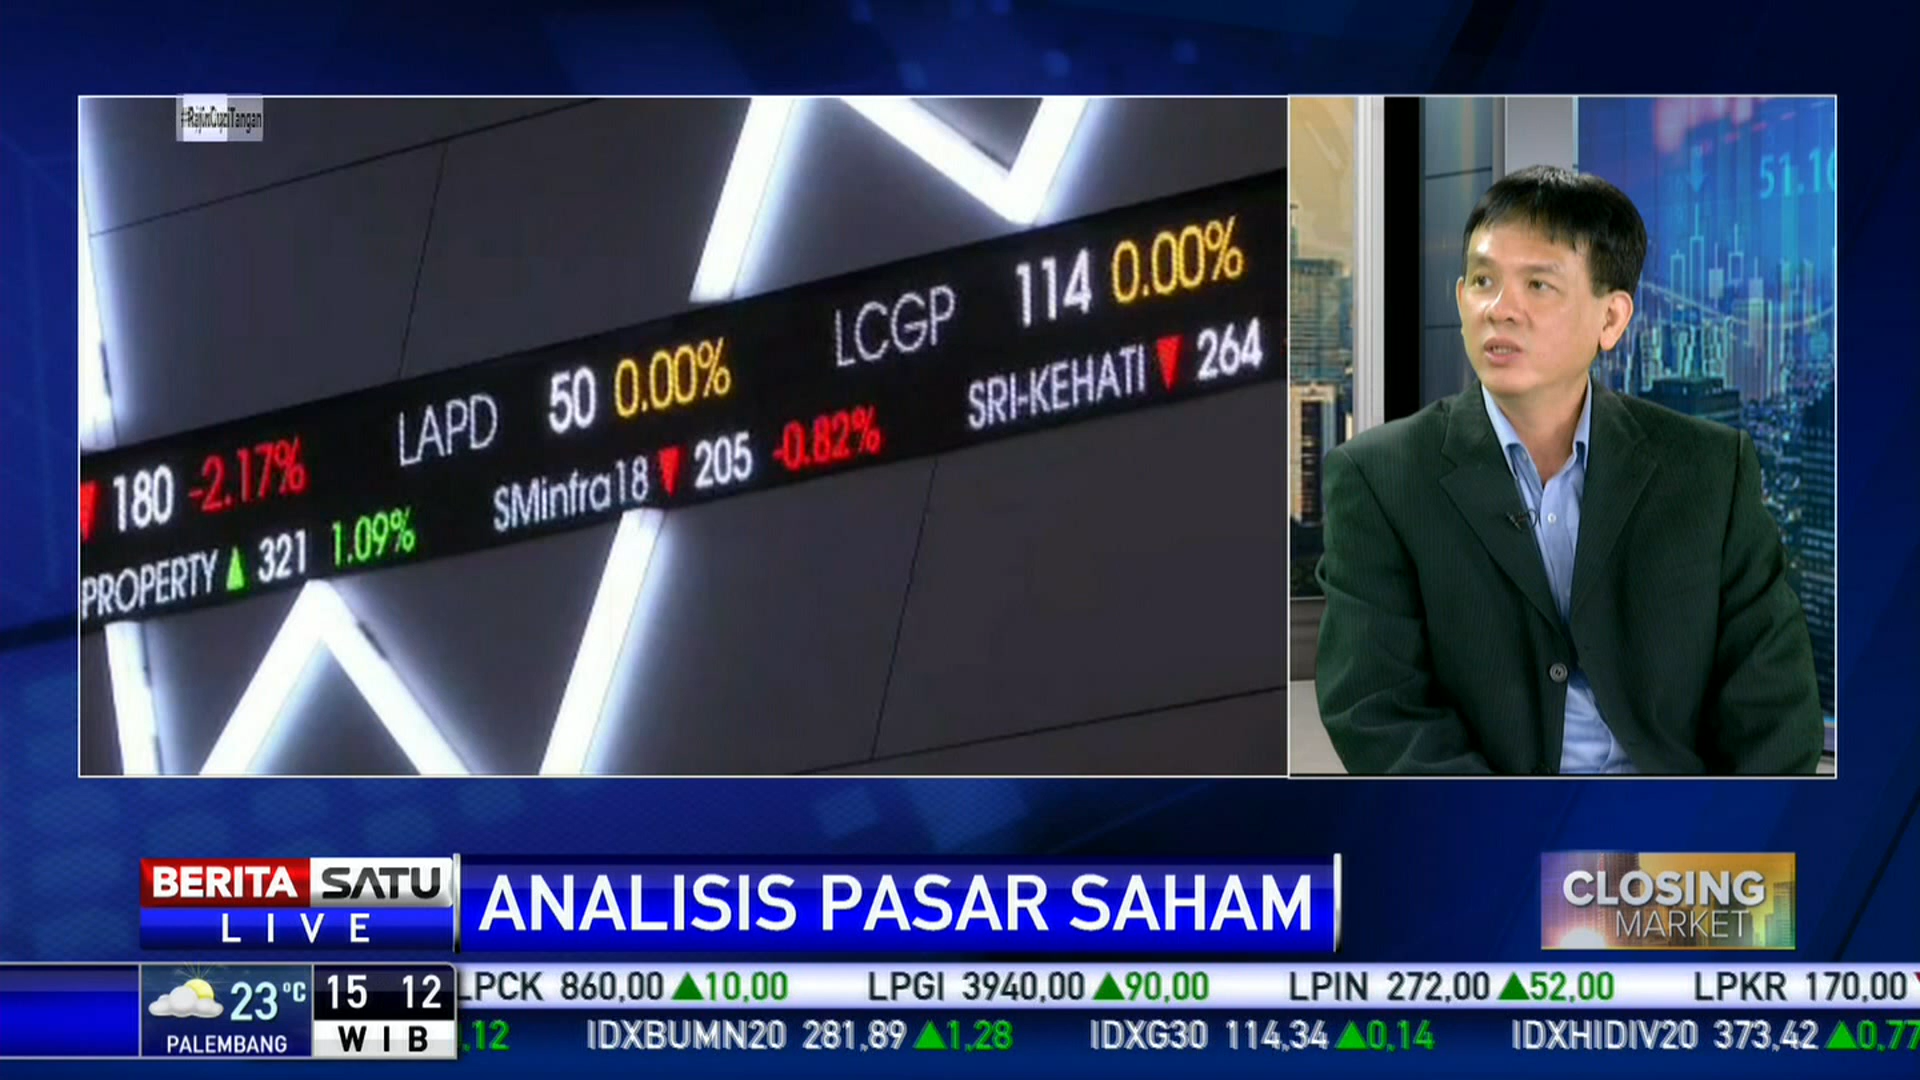 #RajinCuciTangan
51.10
LCGP 114 0.00%
LAPD 50 0.00%
▼ 180 -2.17%
SRI-KEHATI ▼ 264
SMinfra18 ▼ 205 -0.82%
PROPERTY ▲ 321 1.09%
BERITA SATU
LIVE
ANALISIS PASAR SAHAM
CLOSING
MARKET
23°C
PALEMBANG
15 12
WIB
LPCK 860,00 ▲10,00 LPGI 3940,00 ▲90,00 LPIN 272,00 ▲52,00 LPKR 170,00
,12 IDXBUMN20 281,89 ▲1,28 IDXG30 114,34 ▲0,14 IDXHIDIV20 373,42 ▲0,77